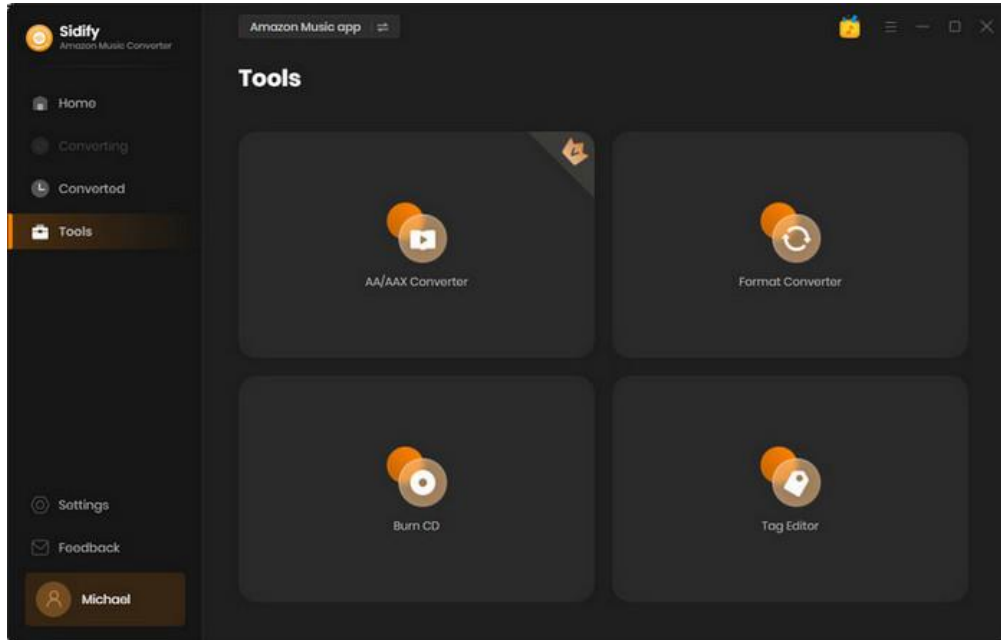 Sidify
Amazon Music Converter
Amazon Music app
Home
Converting
Converted
Tools
Settings
Feedback
Michael
Tools
AA/AAX Converter
Format Converter
Burn CD
Tag Editor